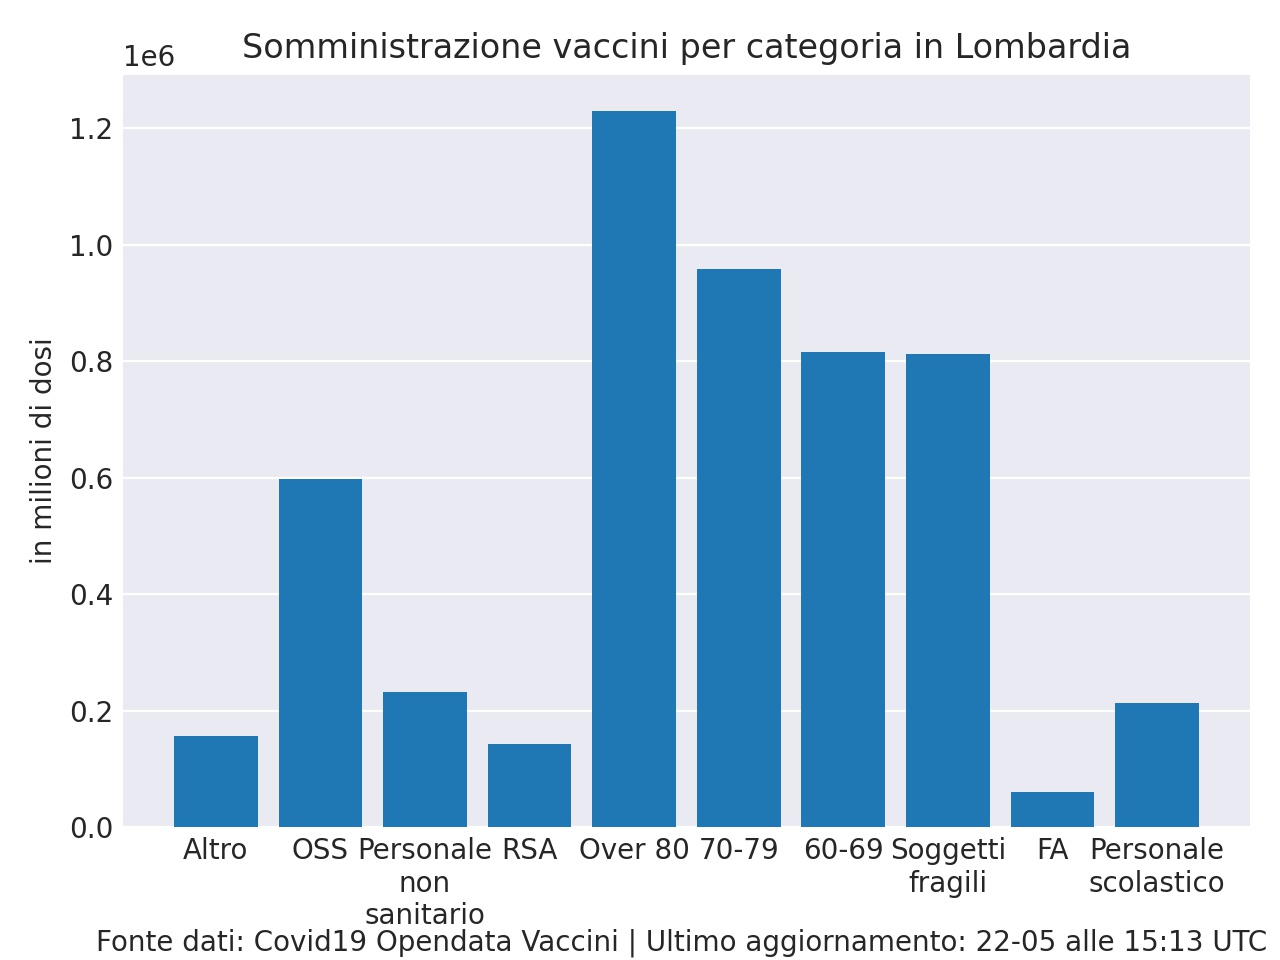 Somministrazione vaccini per categoria in Lombardia
1e6
in milioni di dosi
1.2
1.0
0.8
0.6
0.4
0.2
0.0
Altro OSS Personale non sanitario RSA Over 80 70-79 60-69 Soggetti fragili FA Personale scolastico
Fonte dati: Covid19 Opendata Vaccini | Ultimo aggiornamento: 22-05 alle 15:13 UTC